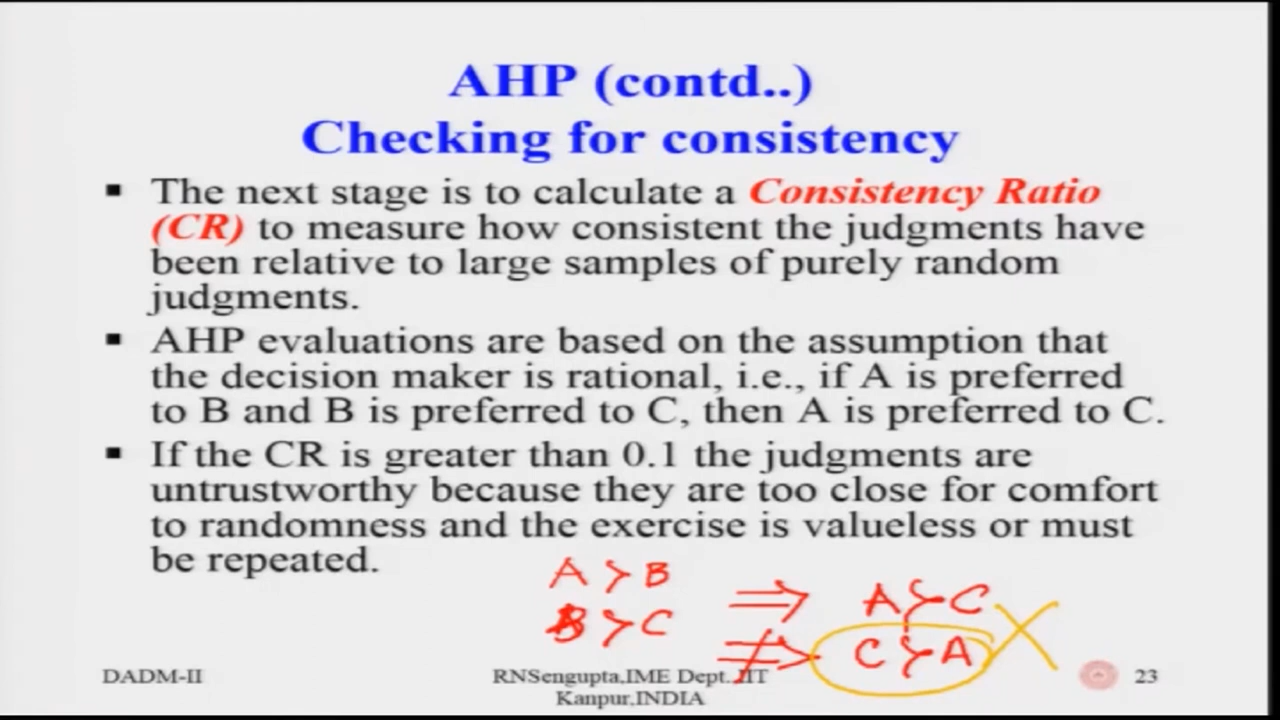 AHP (contd..)
Checking for consistency
▪ The next stage is to calculate a Consistency Ratio
(CR) to measure how consistent the judgments have
been relative to large samples of purely random
judgments.
▪ AHP evaluations are based on the assumption that
the decision maker is rational, i.e., if A is preferred
to B and B is preferred to C, then A is preferred to C.
▪ If the CR is greater than 0.1 the judgments are
untrustworthy because they are too close for comfort
to randomness and the exercise is valueless or must
be repeated.
A ≻ B
B ≻ C
⇒ A ≻ C
⇏ C ≻ A
DADM-II
RNSengupta,IME Dept.,IIT
Kanpur,INDIA
23